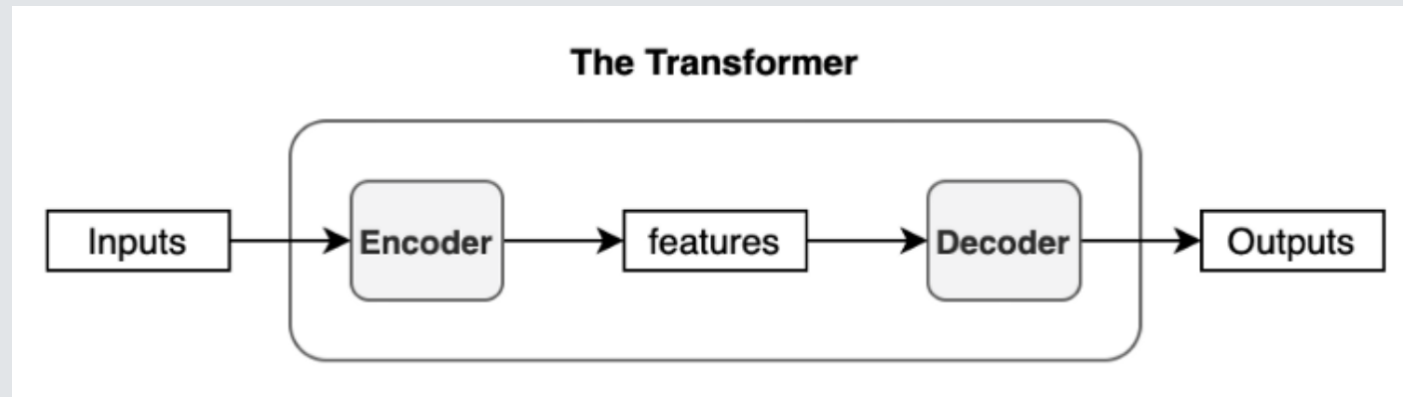 The Transformer
Inputs
Encoder
features
Decoder
Outputs